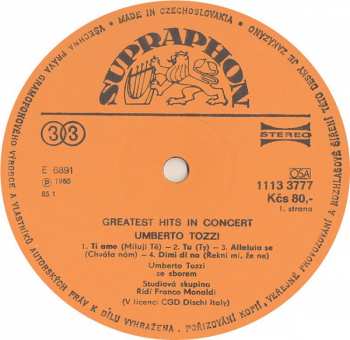 • MADE IN CZECHOSLOVAKIA •
VŠECHNA PRÁVA GRAMOFONOVÉHO VÝROBCE A VLASTNÍKŮ AUTORSKÝCH PRÁV K DÍLU VYHRAŽENA. POŘIZOVÁNÍ KOPIÍ, VEŘEJNÉ PROVOZOVÁNÍ A ROZHLASOVÉ ŠÍŘENÍ TÉTO DESKY JE ZAKÁZÁNO
SUPRAPHON
33
STEREO
E 6891
Ⓟ 1980
85 1
OSA
1113 3777
Kčs 80,-
1. strana
GREATEST HITS IN CONCERT
UMBERTO TOZZI
1. Ti amo (Miluji Tě) – 2. Tu (Ty) – 3. Alleluia se
(Chvála nám) – 4. Dimi di no (Řekni mi, že ne)
Umberto Tozzi
se sborem
Studiová skupina
Řídí Franco Monaldi
(V licenci CGD Dischi Italy)